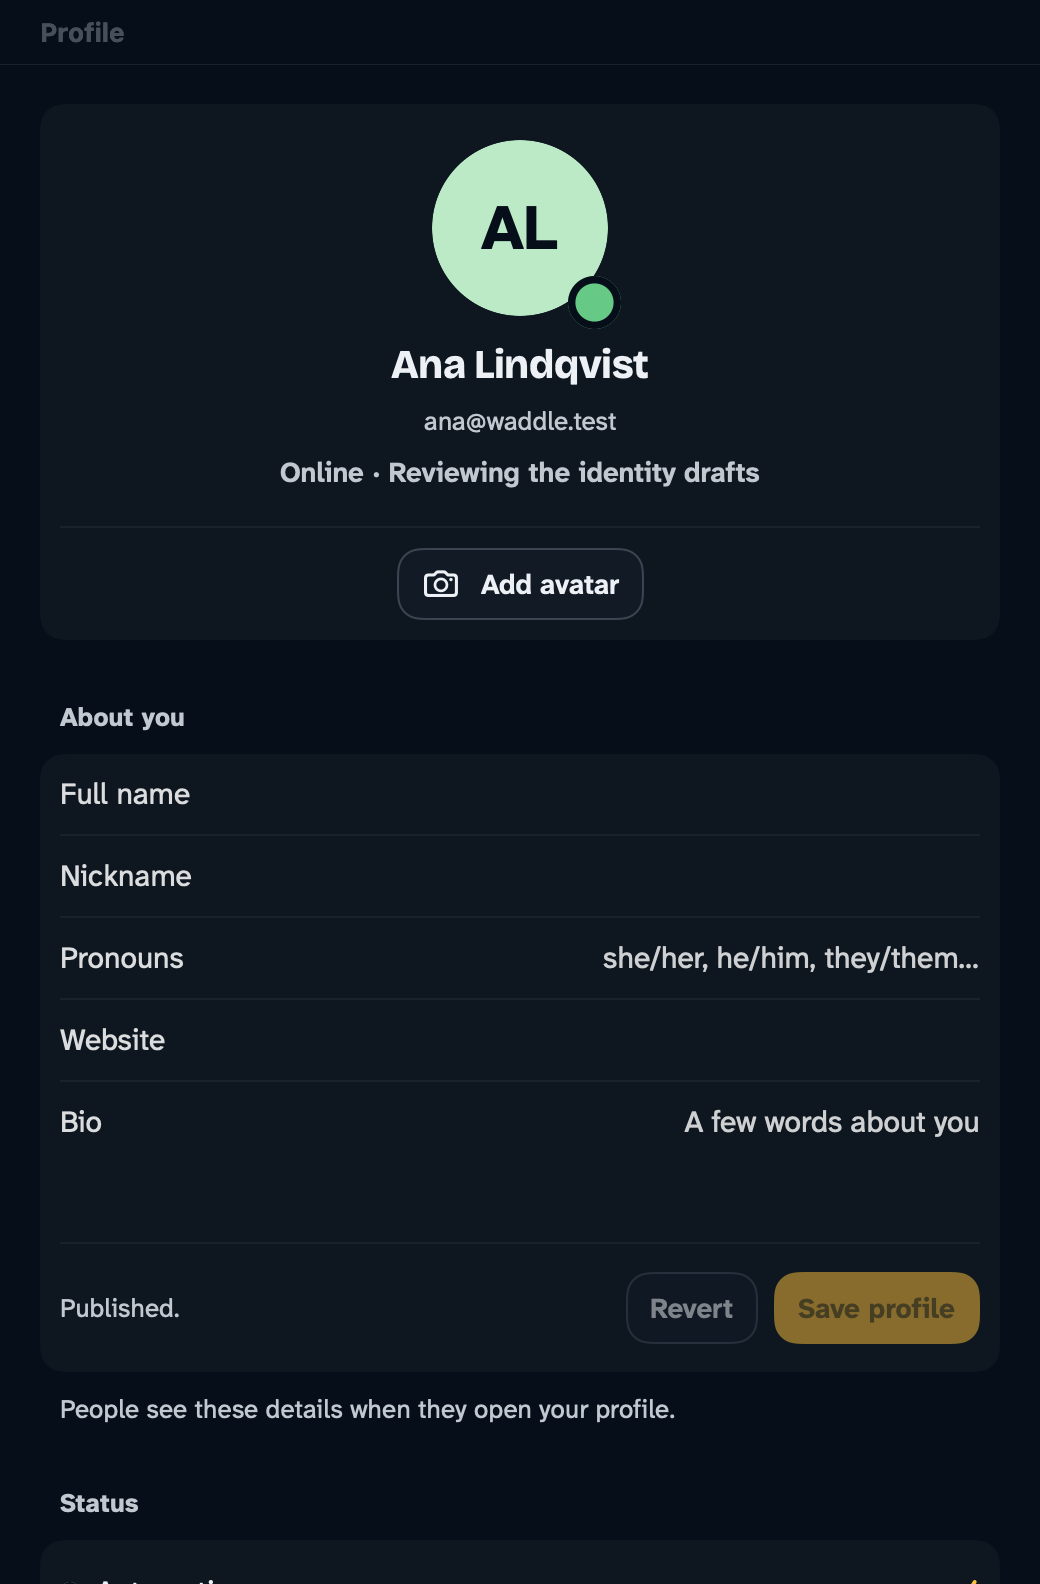 Profile
AL
Ana Lindqvist
ana@waddle.test
Online · Reviewing the identity drafts
Add avatar
About you
Full name
Nickname
Pronouns she/her, he/him, they/them...
Website
Bio A few words about you
Published. Revert Save profile
People see these details when they open your profile.
Status